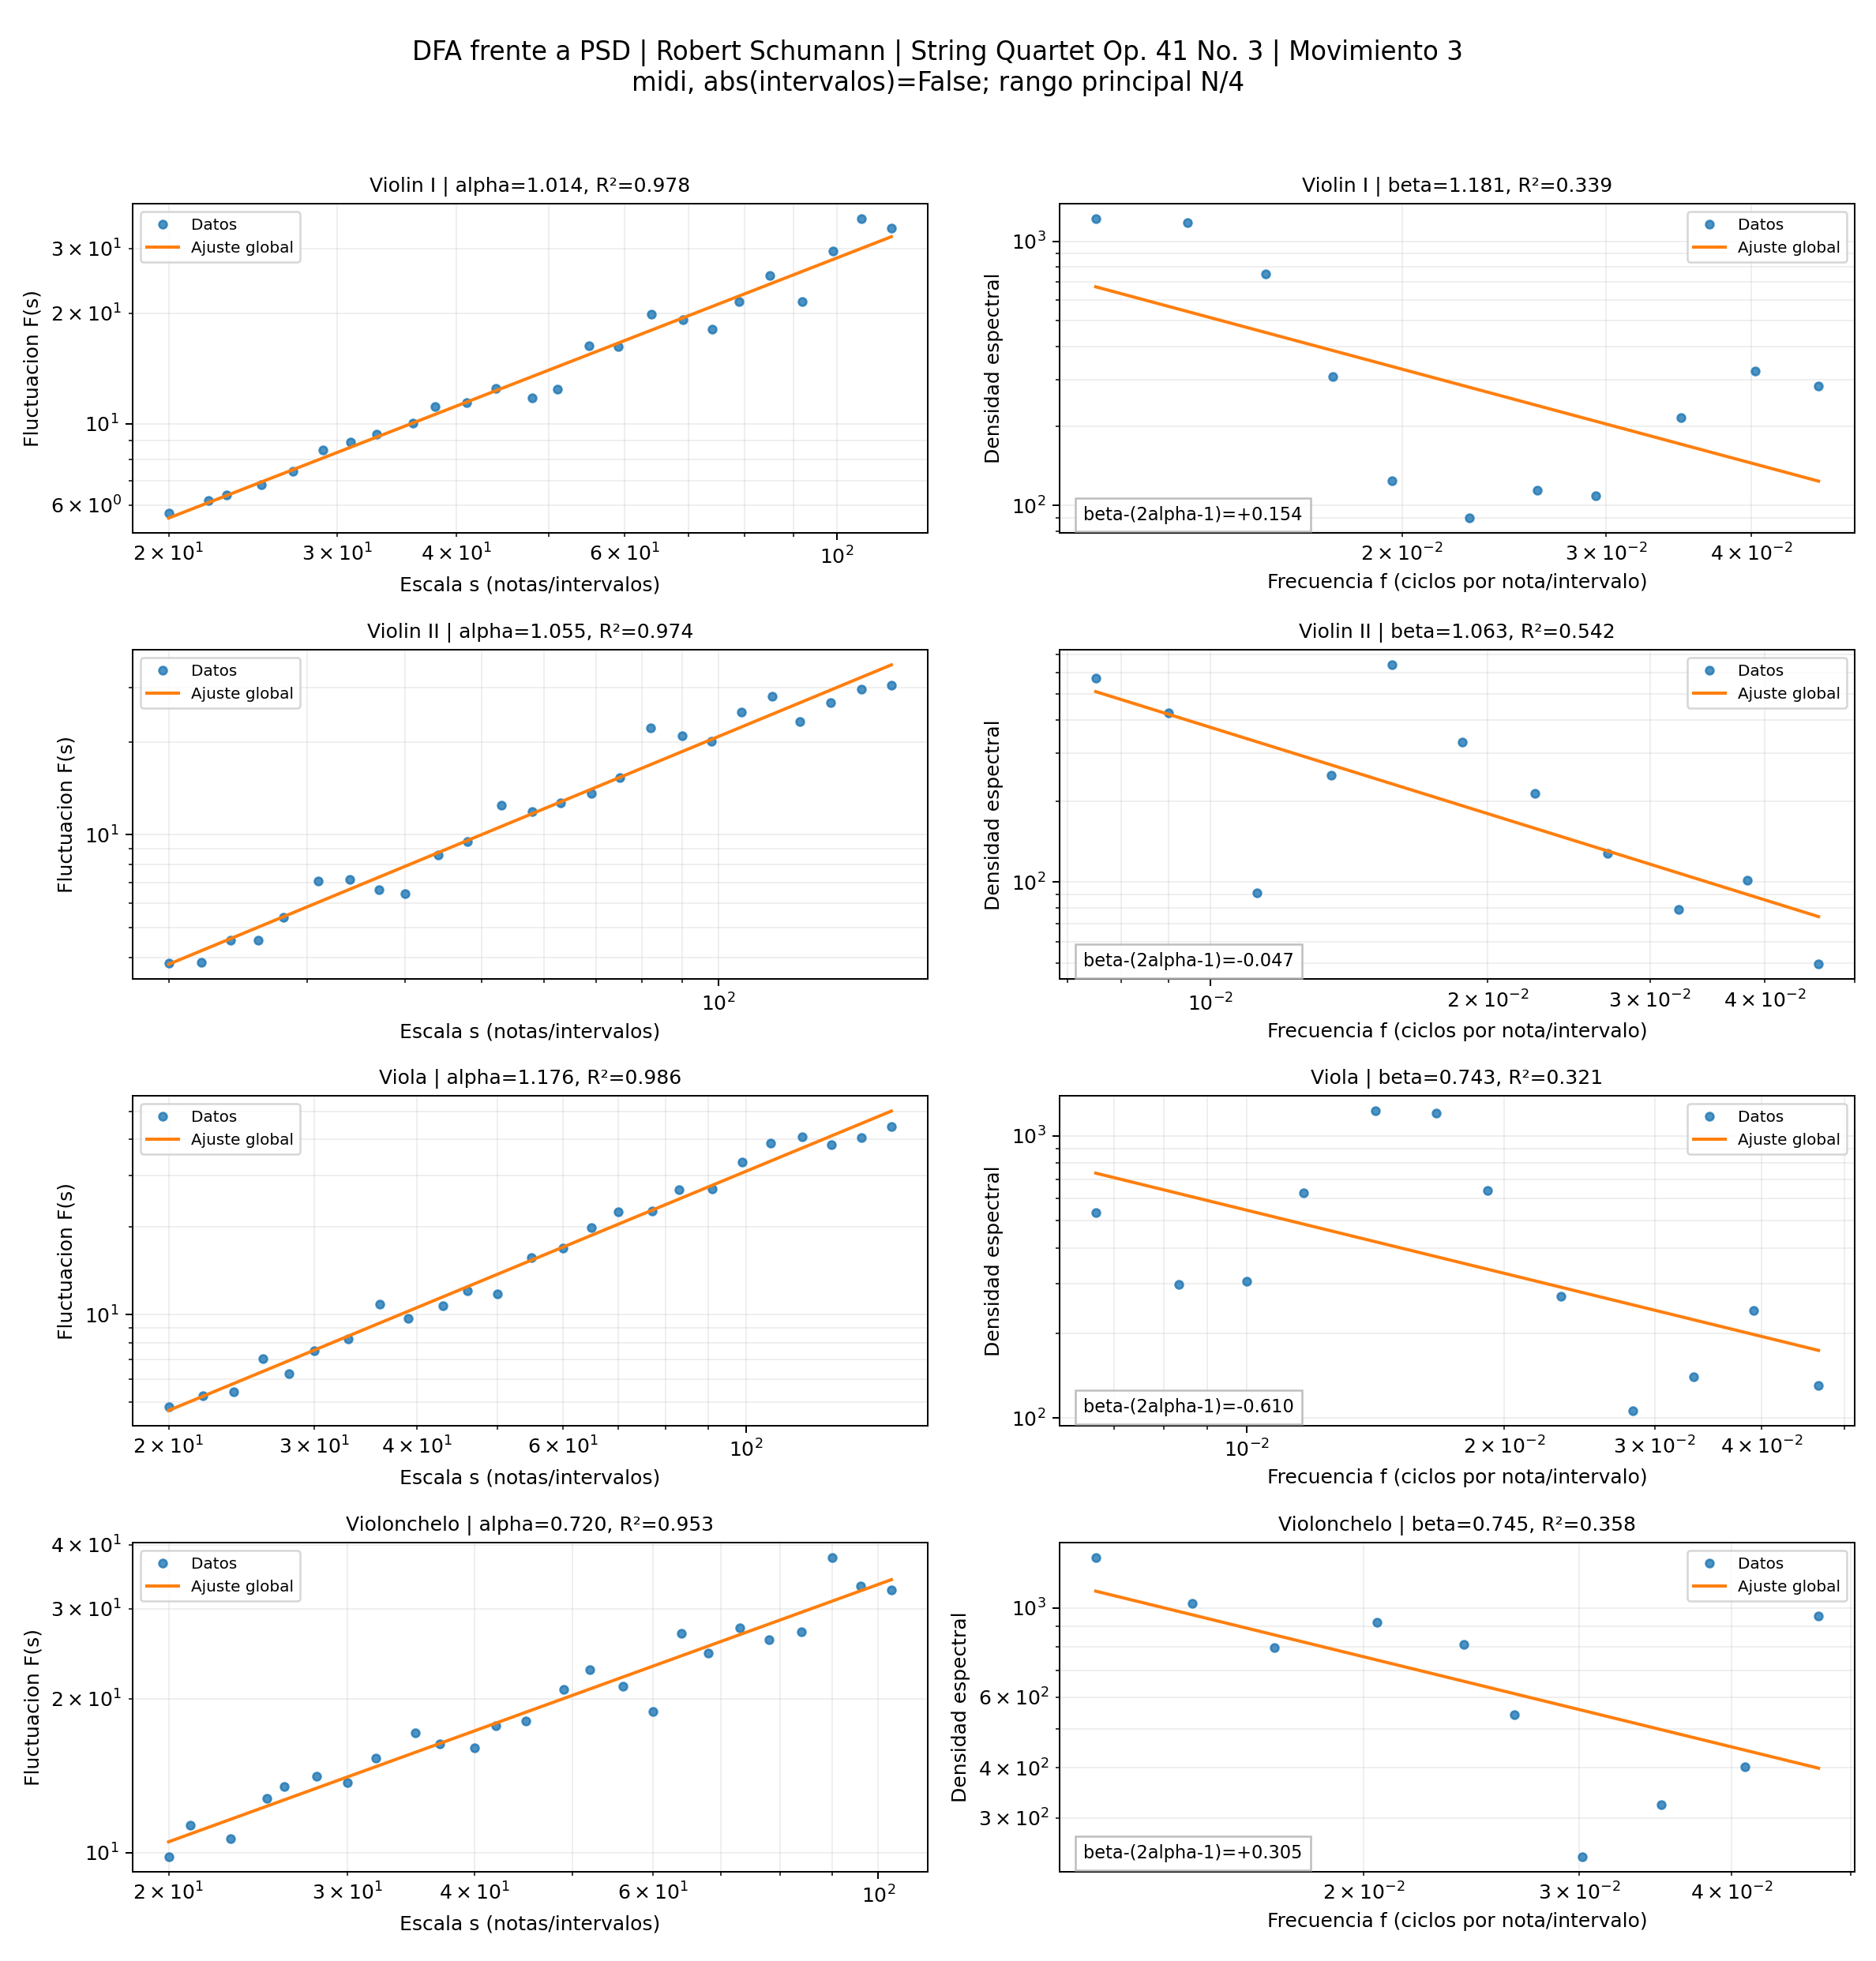 DFA frente a PSD | Robert Schumann | String Quartet Op. 41 No. 3 | Movimiento 3
midi, abs(intervalos)=False; rango principal N/4
Violin I | alpha=1.014, R²=0.978
Datos
Ajuste global
3 × 10¹
2 × 10¹
10¹
6 × 10⁰
Fluctuacion F(s)
2 × 10¹
3 × 10¹
4 × 10¹
6 × 10¹
10²
Escala s (notas/intervalos)
Violin I | beta=1.181, R²=0.339
Datos
Ajuste global
10³
10²
Densidad espectral
beta-(2alpha-1)=+0.154
2 × 10⁻²
3 × 10⁻²
4 × 10⁻²
Frecuencia f (ciclos por nota/intervalo)
Violin II | alpha=1.055, R²=0.974
Datos
Ajuste global
10¹
Fluctuacion F(s)
10²
Escala s (notas/intervalos)
Violin II | beta=1.063, R²=0.542
Datos
Ajuste global
10²
Densidad espectral
beta-(2alpha-1)=-0.047
10⁻²
2 × 10⁻²
3 × 10⁻²
4 × 10⁻²
Frecuencia f (ciclos por nota/intervalo)
Viola | alpha=1.176, R²=0.986
Datos
Ajuste global
10¹
Fluctuacion F(s)
2 × 10¹
3 × 10¹
4 × 10¹
6 × 10¹
10²
Escala s (notas/intervalos)
Viola | beta=0.743, R²=0.321
Datos
Ajuste global
10³
10²
Densidad espectral
beta-(2alpha-1)=-0.610
10⁻²
2 × 10⁻²
3 × 10⁻²
4 × 10⁻²
Frecuencia f (ciclos por nota/intervalo)
Violonchelo | alpha=0.720, R²=0.953
Datos
Ajuste global
4 × 10¹
3 × 10¹
2 × 10¹
10¹
Fluctuacion F(s)
2 × 10¹
3 × 10¹
4 × 10¹
6 × 10¹
10²
Escala s (notas/intervalos)
Violonchelo | beta=0.745, R²=0.358
Datos
Ajuste global
10³
6 × 10²
4 × 10²
3 × 10²
Densidad espectral
beta-(2alpha-1)=+0.305
2 × 10⁻²
3 × 10⁻²
4 × 10⁻²
Frecuencia f (ciclos por nota/intervalo)